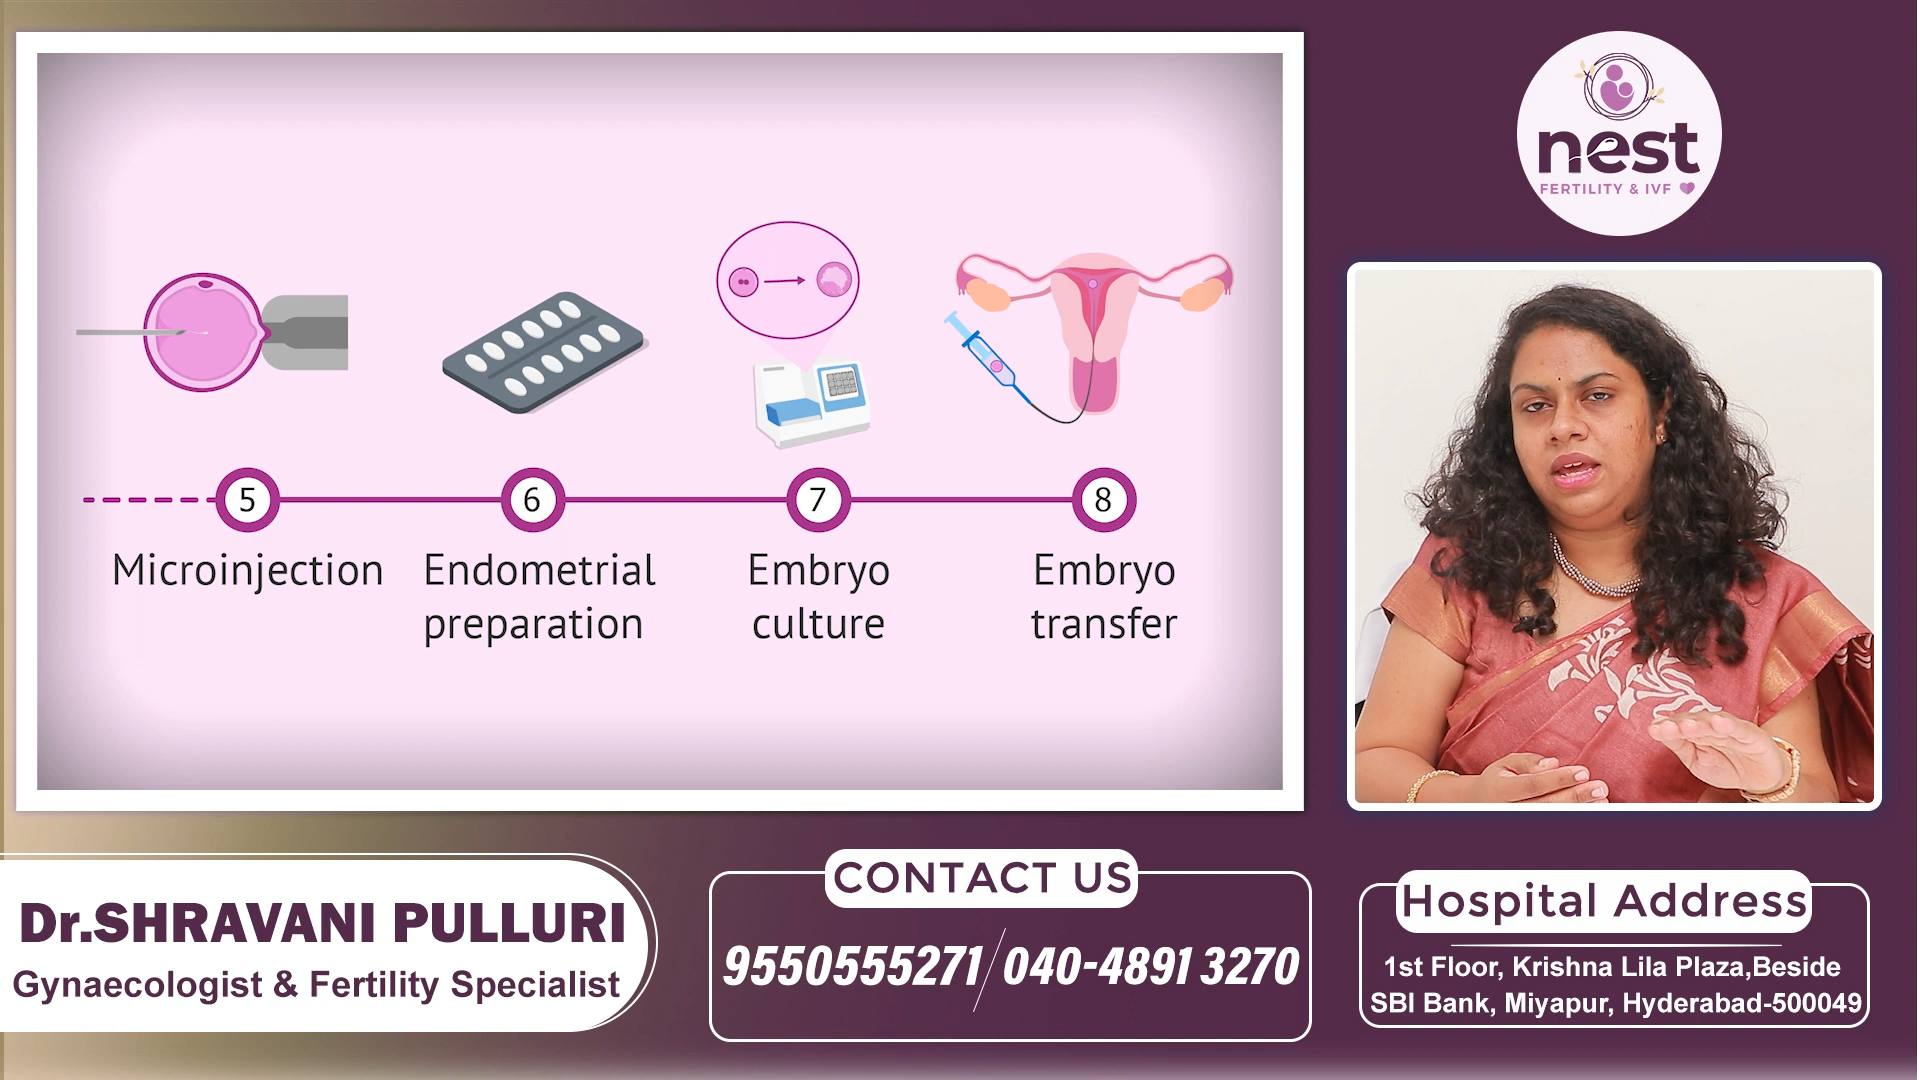 nest
FERTILITY & IVF
5
6
7
8
Microinjection
Endometrial
preparation
Embryo
culture
Embryo
transfer
Dr.SHRAVANI PULLURI
Gynaecologist & Fertility Specialist
CONTACT US
9550555271/040-4891 3270
Hospital Address
1st Floor, Krishna Lila Plaza,Beside
SBI Bank, Miyapur, Hyderabad-500049